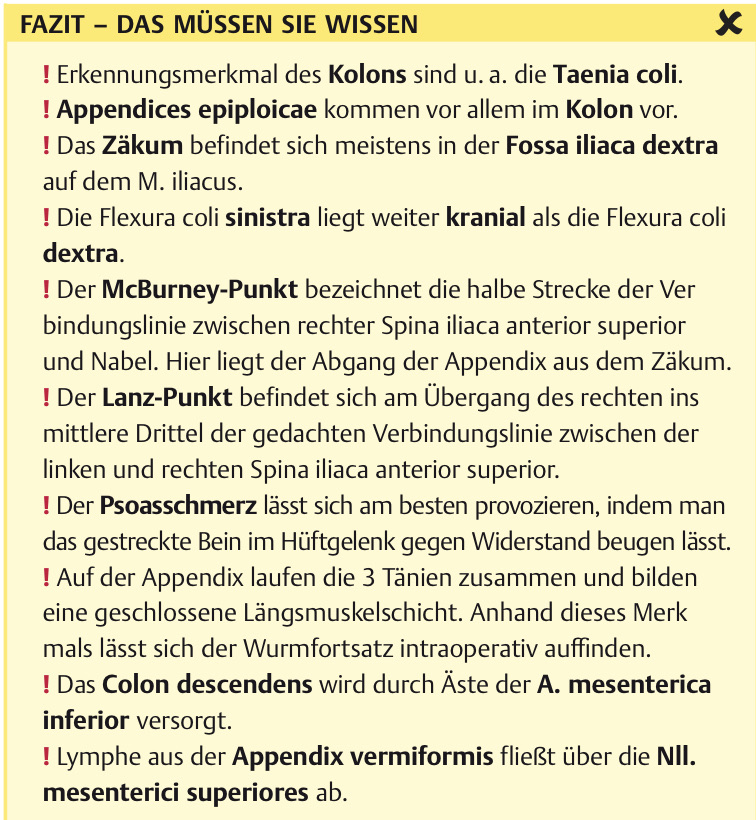 FAZIT – DAS MÜSSEN SIE WISSEN
! Erkennungsmerkmal des Kolons sind u. a. die Taenia coli.
! Appendices epiploicae kommen vor allem im Kolon vor.
! Das Zäkum befindet sich meistens in der Fossa iliaca dextra
auf dem M. iliacus.
! Die Flexura coli sinistra liegt weiter kranial als die Flexura coli
dextra.
! Der McBurney-Punkt bezeichnet die halbe Strecke der Ver
bindungslinie zwischen rechter Spina iliaca anterior superior
und Nabel. Hier liegt der Abgang der Appendix aus dem Zäkum.
! Der Lanz-Punkt befindet sich am Übergang des rechten ins
mittlere Drittel der gedachten Verbindungslinie zwischen der
linken und rechten Spina iliaca anterior superior.
! Der Psoasschmerz lässt sich am besten provozieren, indem man
das gestreckte Bein im Hüftgelenk gegen Widerstand beugen lässt.
! Auf der Appendix laufen die 3 Tänien zusammen und bilden
eine geschlossene Längsmuskelschicht. Anhand dieses Merk
mals lässt sich der Wurmfortsatz intraoperativ auffinden.
! Das Colon descendens wird durch Äste der A. mesenterica
inferior versorgt.
! Lymphe aus der Appendix vermiformis fließt über die Nll.
mesenterici superiores ab.